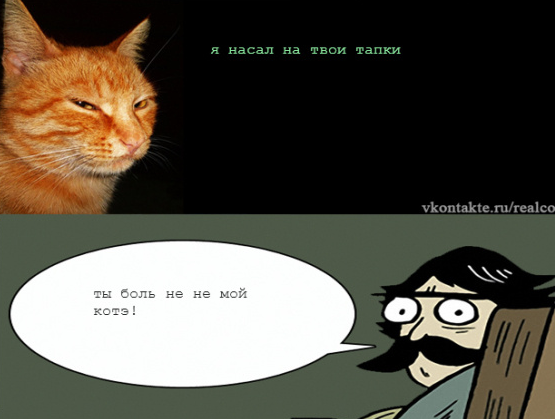 я насал на твои тапки
vkontakte.ru/realco
ты боль не не мой
котэ!